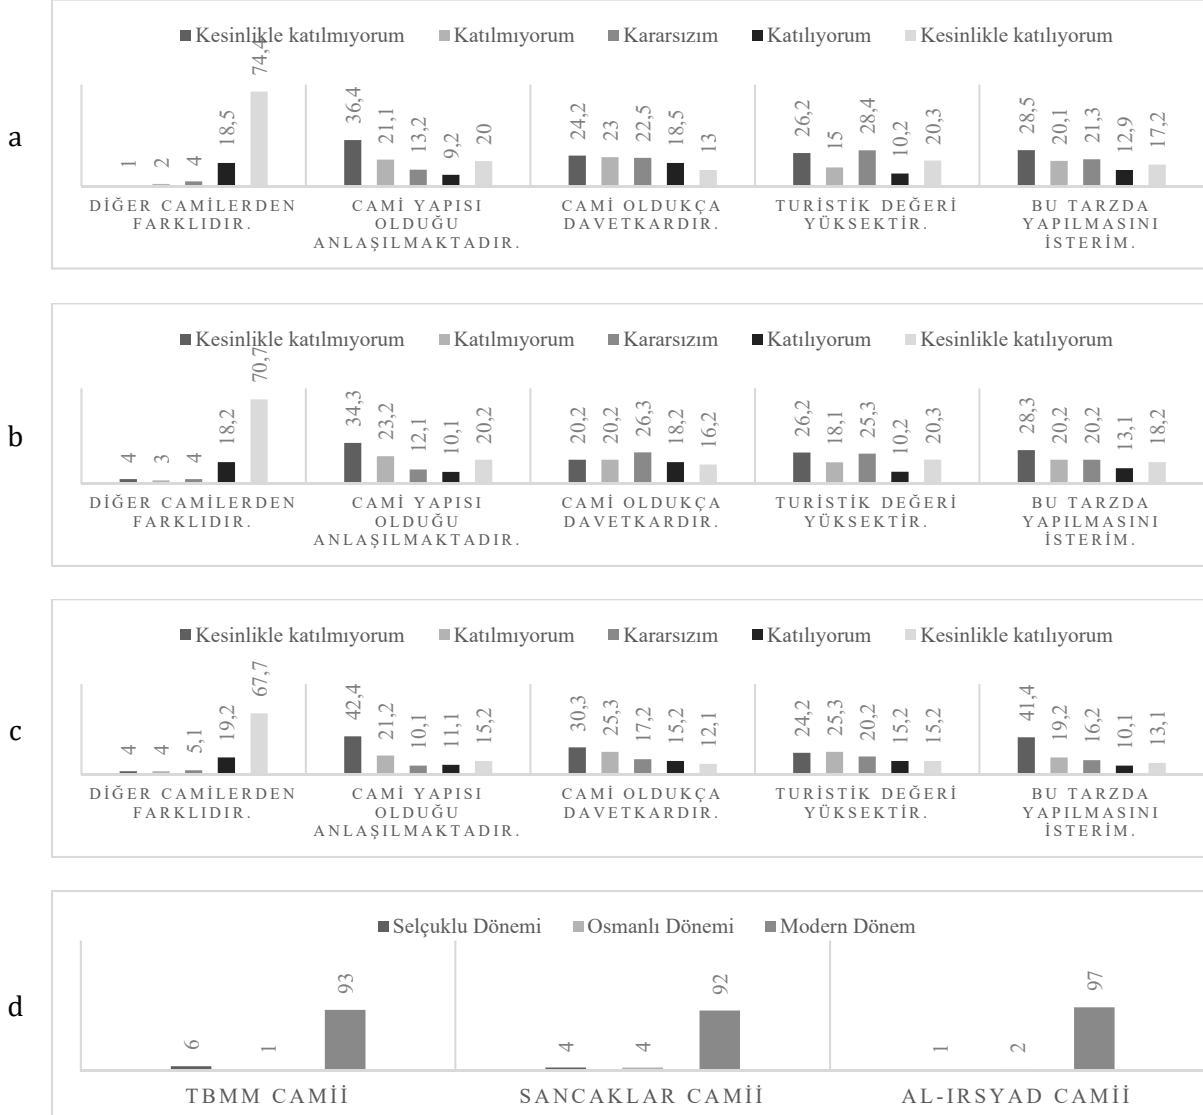 a
Kesinlikle katılmıyorum Katılmıyorum Kararsızım Katılıyorum Kesinlikle katılıyorum
1 2 4 18,5 74,4 36,4 21,1 13,2 9,2 20 24,2 23 22,5 18,5 13 26,2 15 28,4 10,2 20,3 28,5 20,1 21,3 12,9 17,2
DİĞER CAMİLERDEN CAMİ YAPISI CAMİ OLDUKÇA TURİSTİK DEĞERİ BU TARZDA
FARKLIDIR. OLDUĞU DAVETKARDIR. YÜKSEKTİR. YAPILMASINI
ANLAŞILMAKTADIR. İSTERİM.
b
Kesinlikle katılmıyorum Katılmıyorum Kararsızım Katılıyorum Kesinlikle katılıyorum
4 3 4 18,2 70,7 34,3 23,2 12,1 10,1 20,2 20,2 20,2 26,3 18,2 16,2 26,2 18,1 25,3 10,2 20,3 28,3 20,2 20,2 13,1 18,2
DİĞER CAMİLERDEN CAMİ YAPISI CAMİ OLDUKÇA TURİSTİK DEĞERİ BU TARZDA
FARKLIDIR. OLDUĞU DAVETKARDIR. YÜKSEKTİR. YAPILMASINI
ANLAŞILMAKTADIR. İSTERİM.
c
Kesinlikle katılmıyorum Katılmıyorum Kararsızım Katılıyorum Kesinlikle katılıyorum
4 4 5,1 19,2 67,7 42,4 21,2 10,1 11,1 15,2 30,3 25,3 17,2 15,2 12,1 24,2 25,3 20,2 15,2 15,2 41,4 19,2 16,2 10,1 13,1
DİĞER CAMİLERDEN CAMİ YAPISI CAMİ OLDUKÇA TURİSTİK DEĞERİ BU TARZDA
FARKLIDIR. OLDUĞU DAVETKARDIR. YÜKSEKTİR. YAPILMASINI
ANLAŞILMAKTADIR. İSTERİM.
d
Selçuklu Dönemi Osmanlı Dönemi Modern Dönem
6 1 93 4 4 92 1 2 97
TBMM CAMİİ SANCAKLAR CAMİİ AL-IRSYAD CAMİİ